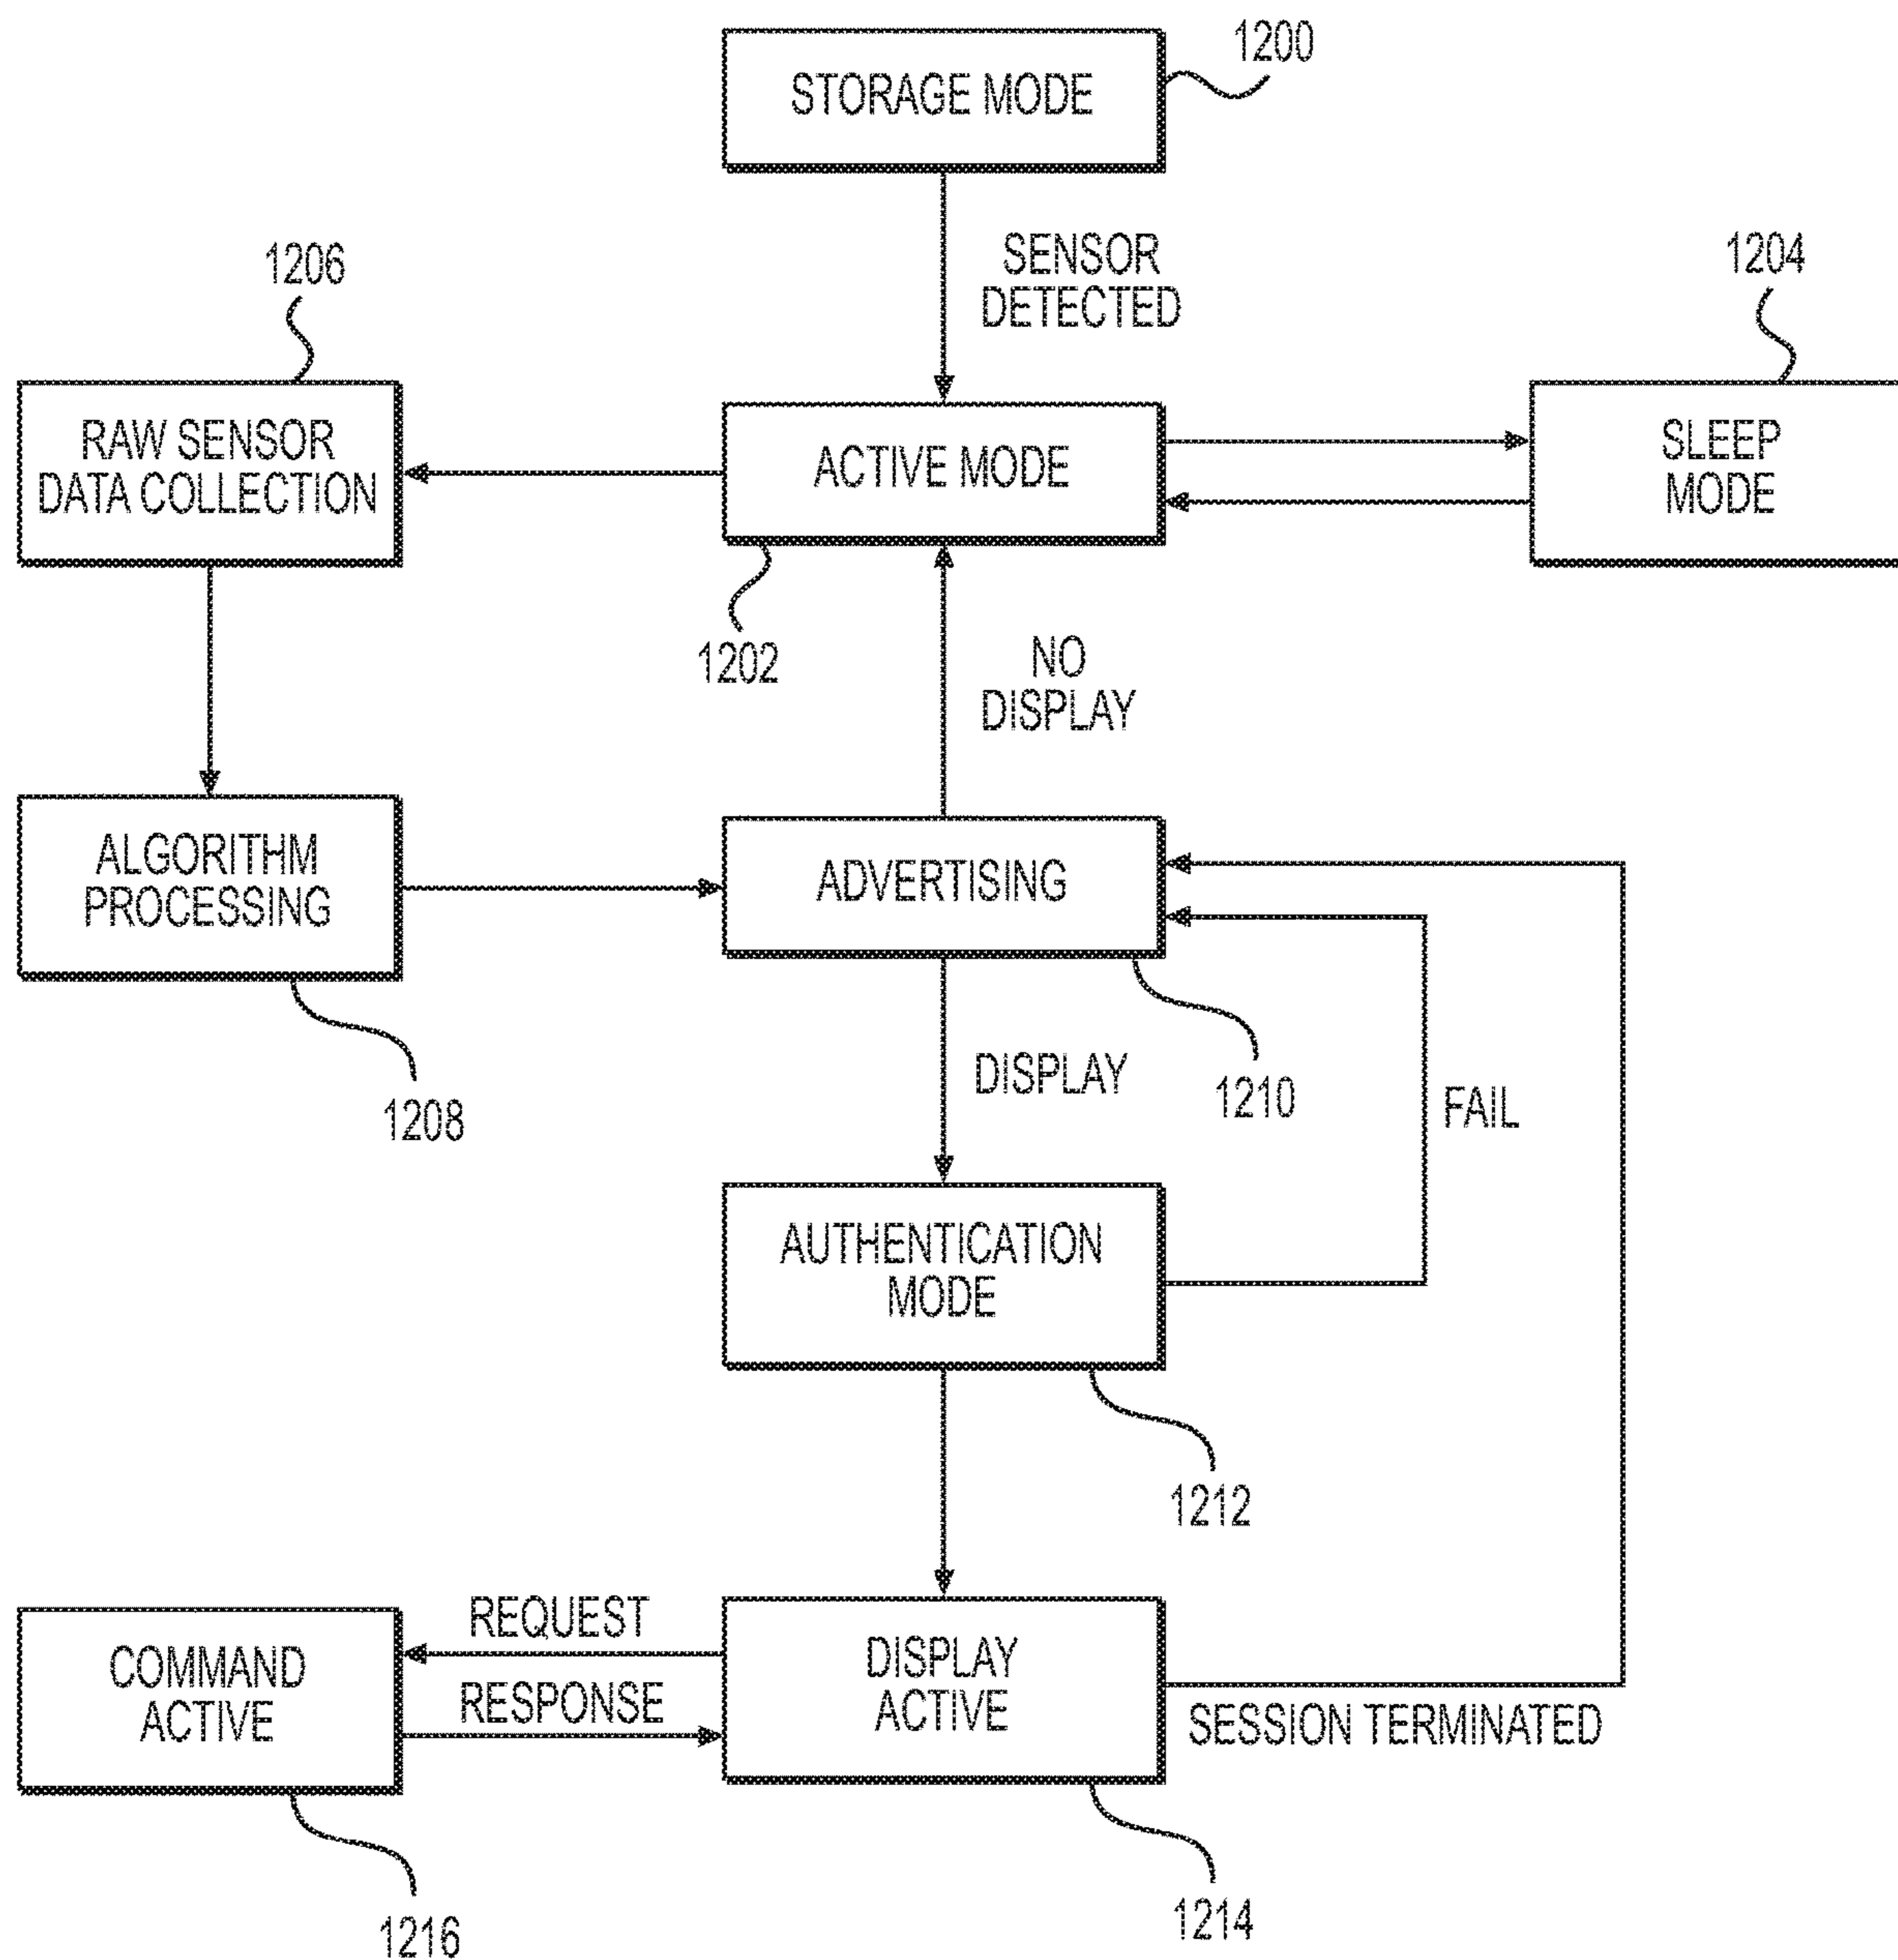 1200
STORAGE MODE
SENSOR
DETECTED
1206
1204
RAW SENSOR
DATA COLLECTION
ACTIVE MODE
SLEEP
MODE
1202
NO
DISPLAY
ALGORITHM
PROCESSING
ADVERTISING
DISPLAY
1210
FAIL
1208
AUTHENTICATION
MODE
1212
REQUEST
COMMAND
ACTIVE
RESPONSE
DISPLAY
ACTIVE
SESSION TERMINATED
1216
1214